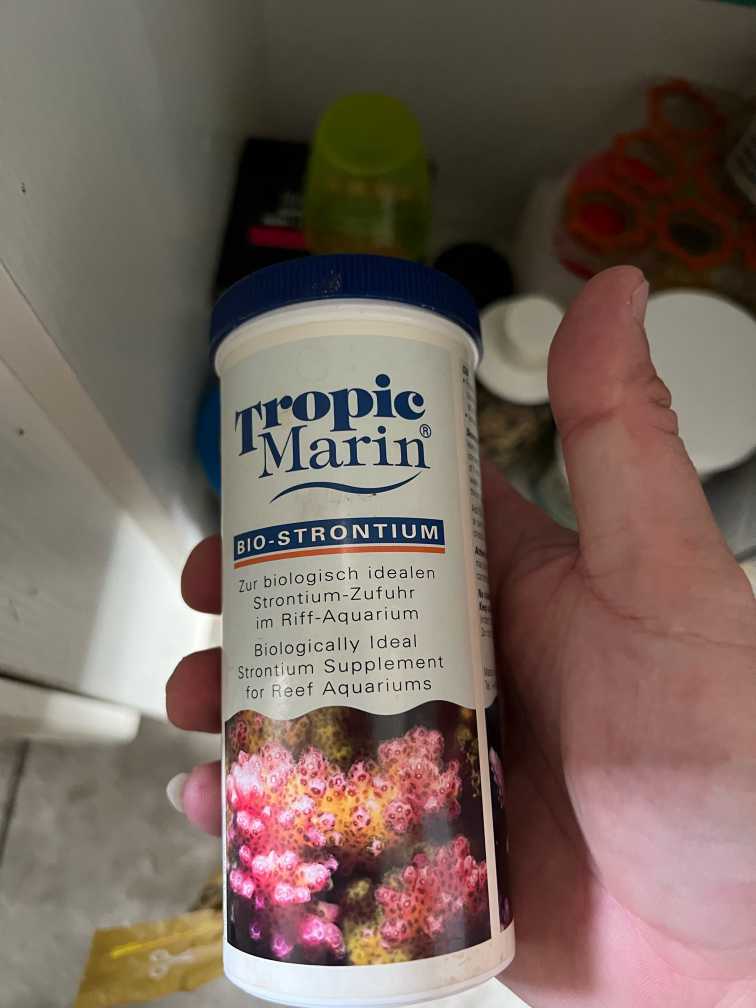 Tropic
Marin®
BIO-STRONTIUM
Zur biologisch idealen
Strontium-Zufuhr
im Riff-Aquarium
Biologically Ideal
Strontium Supplement
for Reef Aquariums